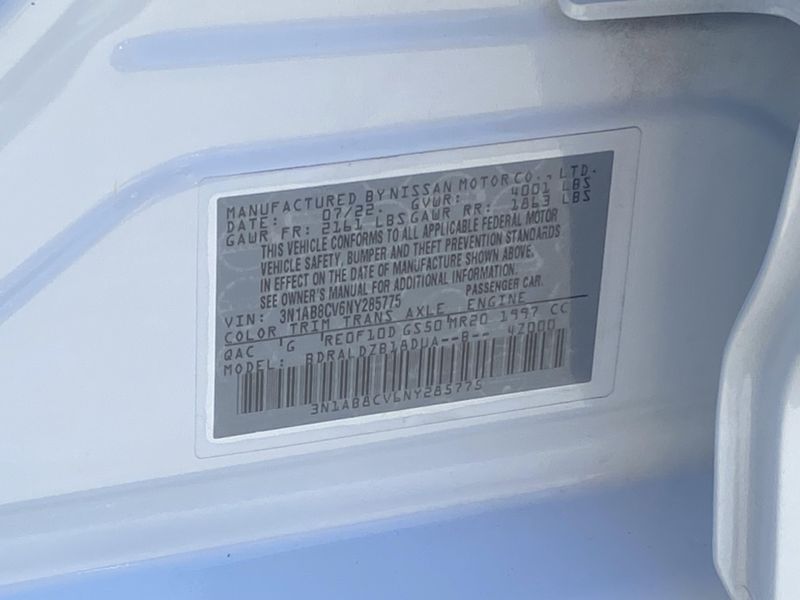 MANUFACTURED BY NISSAN MOTOR CO., LTD.
DATE: 07/22 GVWR: 4001 LBS
GAWR FR: 2161 LBS GAWR RR: 1863 LBS
THIS VEHICLE CONFORMS TO ALL APPLICABLE FEDERAL MOTOR
VEHICLE SAFETY, BUMPER AND THEFT PREVENTION STANDARDS
IN EFFECT ON THE DATE OF MANUFACTURE SHOWN ABOVE.
SEE OWNER'S MANUAL FOR ADDITIONAL INFORMATION.
VIN: 3N1AB8CV6NY285775 PASSENGER CAR.
COLOR TRIM TRANS AXLE ENGINE
QAC G RE0F10D GS50 MR20 1997 CC
MODEL: BDRALDZB18DUA--B-- 4Z000
3N1AB8CV6NY285775